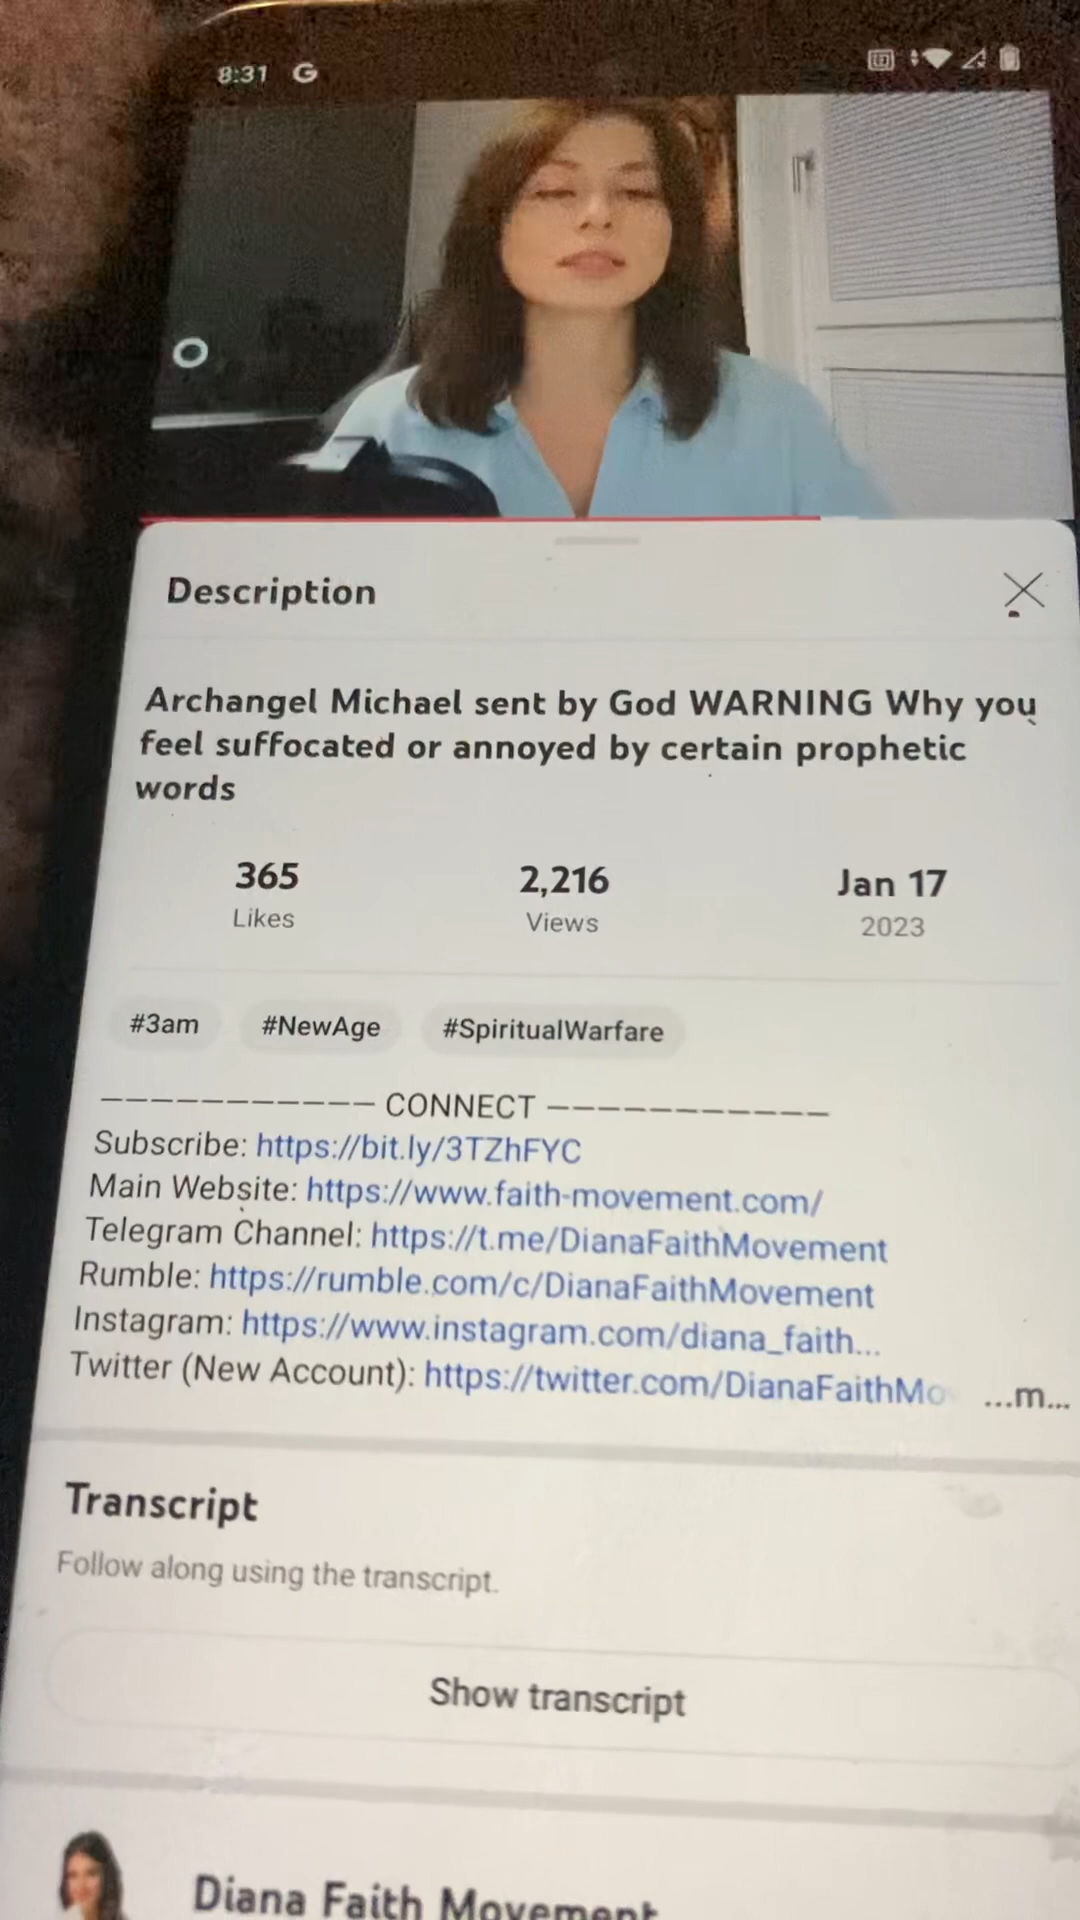 8:31 G
Description
Archangel Michael sent by God WARNING Why you
feel suffocated or annoyed by certain prophetic
words
365 2,216 Jan 17
Likes Views 2023
#3am #NewAge #SpiritualWarfare
–––––––––––– CONNECT ––––––––––––
Subscribe: https://bit.ly/3TZhFYC
Main Website: https://www.faith-movement.com/
Telegram Channel: https://t.me/DianaFaithMovement
Rumble: https://rumble.com/c/DianaFaithMovement
Instagram: https://www.instagram.com/diana_faith...
Twitter (New Account): https://twitter.com/DianaFaithMo ...m...
Transcript
Follow along using the transcript.
Show transcript
Diana Faith Movement